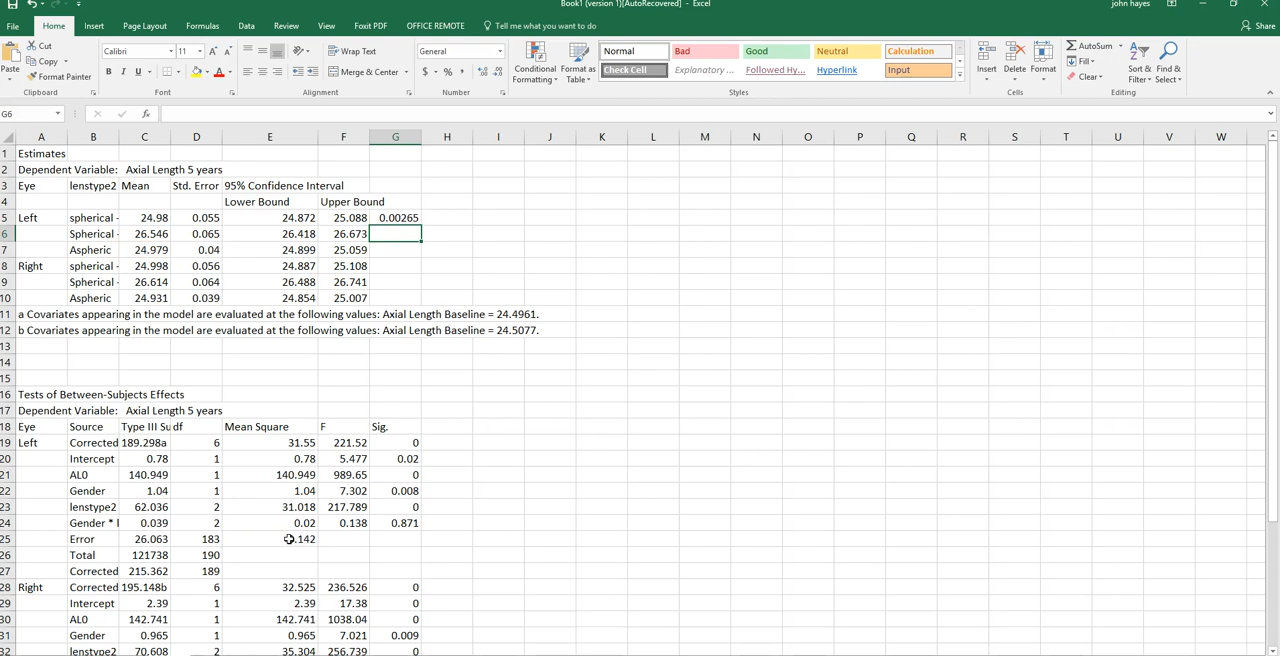 Book1 (version 1)[AutoRecovered] - Excel
john hayes
File Home Insert Page Layout Formulas Data Review View Foxit PDF OFFICE REMOTE Tell me what you want to do Share
Cut Calibri 11 Wrap Text General Normal Bad Good Neutral Calculation AutoSum
Copy Fill
Paste Format Painter Merge & Center Conditional Formatting Format as Table Check Cell Explanatory ... Followed Hy... Hyperlink Input Insert Delete Format Clear Sort & Filter Find & Select
Clipboard Font Alignment Number Styles Cells Editing
G6 fx
A B C D E F G H I J K L M N O P Q R S T U V W
1 Estimates
2 Dependent Variable: Axial Length 5 years
3 Eye lenstype2 Mean Std. Error 95% Confidence Interval
4 Lower Bound Upper Bound
5 Left spherical - 24.98 0.055 24.872 25.088 0.00265
6 Spherical - 26.546 0.065 26.418 26.673
7 Aspheric 24.979 0.04 24.899 25.059
8 Right spherical - 24.998 0.056 24.887 25.108
9 Spherical - 26.614 0.064 26.488 26.741
10 Aspheric 24.931 0.039 24.854 25.007
11 a Covariates appearing in the model are evaluated at the following values: Axial Length Baseline = 24.4961.
12 b Covariates appearing in the model are evaluated at the following values: Axial Length Baseline = 24.5077.
13
14
15
16 Tests of Between-Subjects Effects
17 Dependent Variable: Axial Length 5 years
18 Eye Source Type III Su df Mean Square F Sig.
19 Left Corrected 189.298a 6 31.55 221.52 0
20 Intercept 0.78 1 0.78 5.477 0.02
21 AL0 140.949 1 140.949 989.65 0
22 Gender 1.04 1 1.04 7.302 0.008
23 lenstype2 62.036 2 31.018 217.789 0
24 Gender * l 0.039 2 0.02 0.138 0.871
25 Error 26.063 183 .142
26 Total 121738 190
27 Corrected 215.362 189
28 Right Corrected 195.148b 6 32.525 236.526 0
29 Intercept 2.39 1 2.39 17.38 0
30 AL0 142.741 1 142.741 1038.04 0
31 Gender 0.965 1 0.965 7.021 0.009
32 lenstype2 70.608 2 35.304 256.739 0